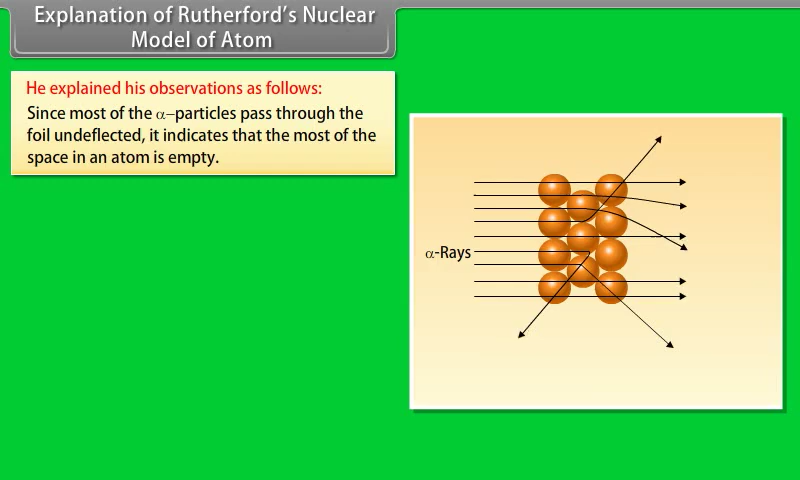 Explanation of Rutherford's Nuclear
Model of Atom
He explained his observations as follows:
Since most of the α–particles pass through the
foil undeflected, it indicates that the most of the
space in an atom is empty.
α-Rays